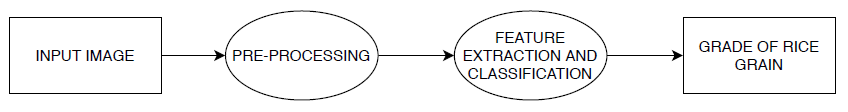 INPUT IMAGE
PRE-PROCESSING
FEATURE
EXTRACTION AND
CLASSIFICATION
GRADE OF RICE
GRAIN